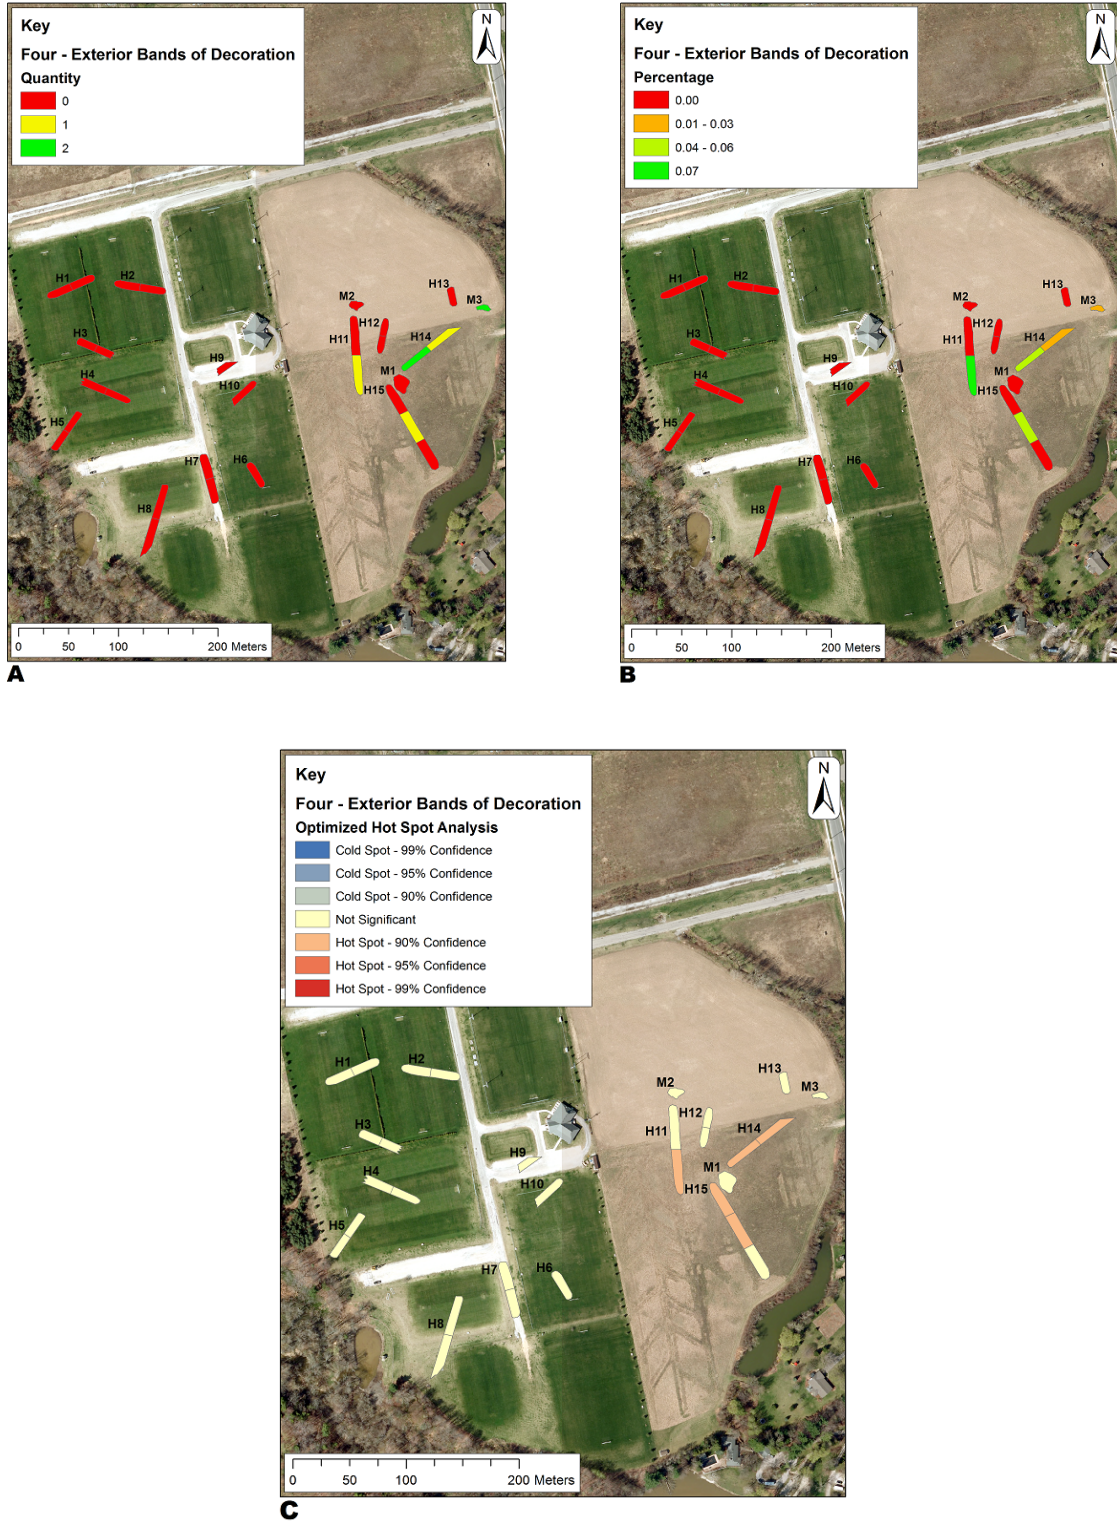 Key
Four - Exterior Bands of Decoration
Quantity
0
1
2
N
H1
H2
H3
H4
H5
H6
H7
H8
H9
H10
H11
H12
H13
H14
H15
M1
M2
M3
0 50 100 200 Meters
A
Key
Four - Exterior Bands of Decoration
Percentage
0.00
0.01 - 0.03
0.04 - 0.06
0.07
N
H1
H2
H3
H4
H5
H6
H7
H8
H9
H10
H11
H12
H13
H14
H15
M1
M2
M3
0 50 100 200 Meters
B
Key
Four - Exterior Bands of Decoration
Optimized Hot Spot Analysis
Cold Spot - 99% Confidence
Cold Spot - 95% Confidence
Cold Spot - 90% Confidence
Not Significant
Hot Spot - 90% Confidence
Hot Spot - 95% Confidence
Hot Spot - 99% Confidence
N
H1
H2
H3
H4
H5
H6
H7
H8
H9
H10
H11
H12
H13
H14
H15
M1
M2
M3
0 50 100 200 Meters
C